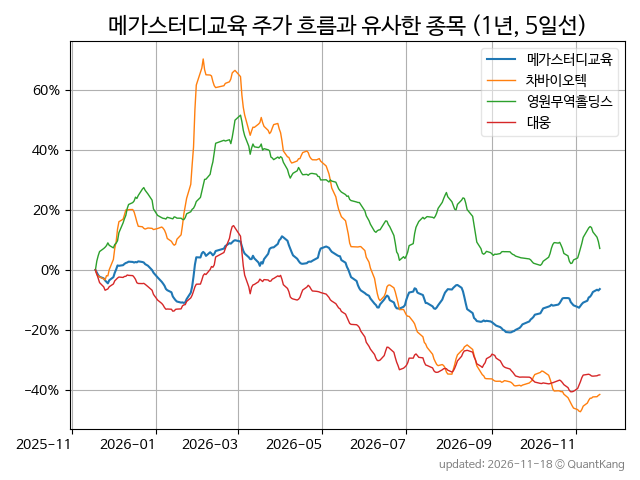 메가스터디교육 주가 흐름과 유사한 종목 (1년, 5일선)
메가스터디교육
차바이오텍
영원무역홀딩스
대웅
60%
40%
20%
0%
−20%
−40%
2025-11
2026-01
2026-03
2026-05
2026-07
2026-09
2026-11
updated: 2026-11-18 © QuantKang